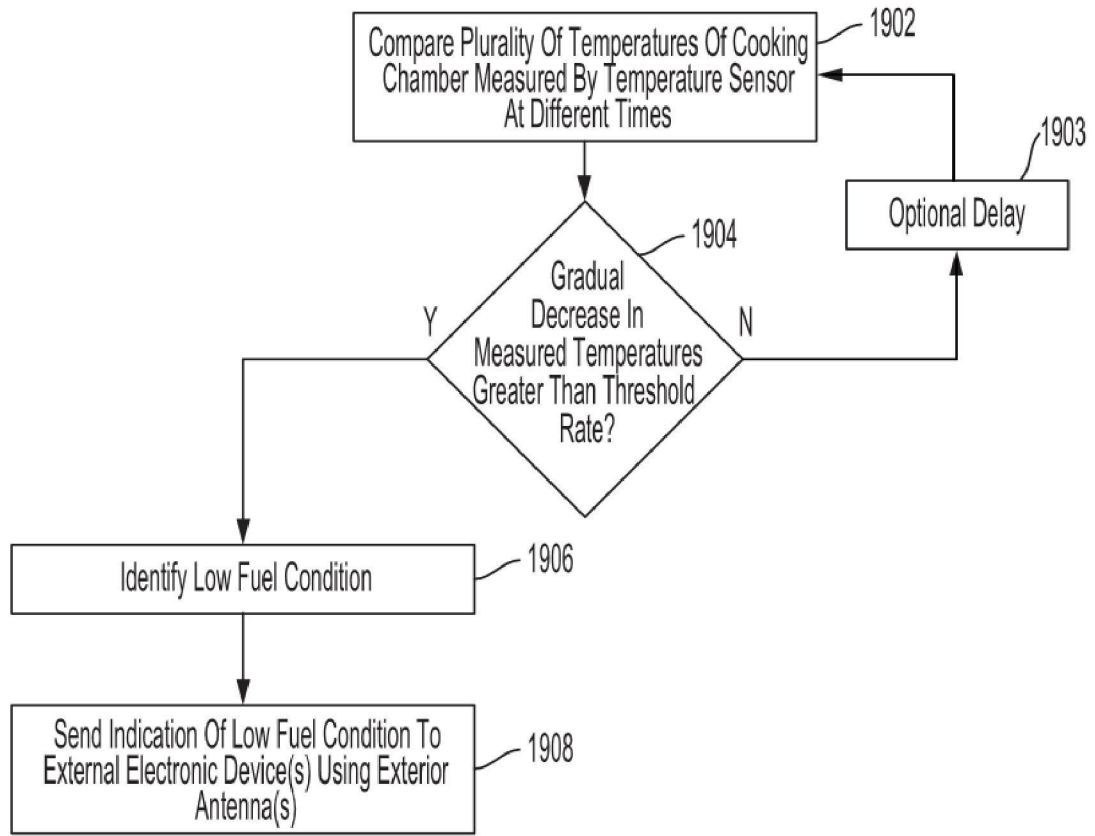 1902
Compare Plurality Of Temperatures Of Cooking
Chamber Measured By Temperature Sensor
At Different Times
1903
Optional Delay
1904
Gradual
Decrease In
Measured Temperatures
Greater Than Threshold
Rate?
Y
N
1906
Identify Low Fuel Condition
Send Indication Of Low Fuel Condition To
External Electronic Device(s) Using Exterior
Antenna(s)
1908